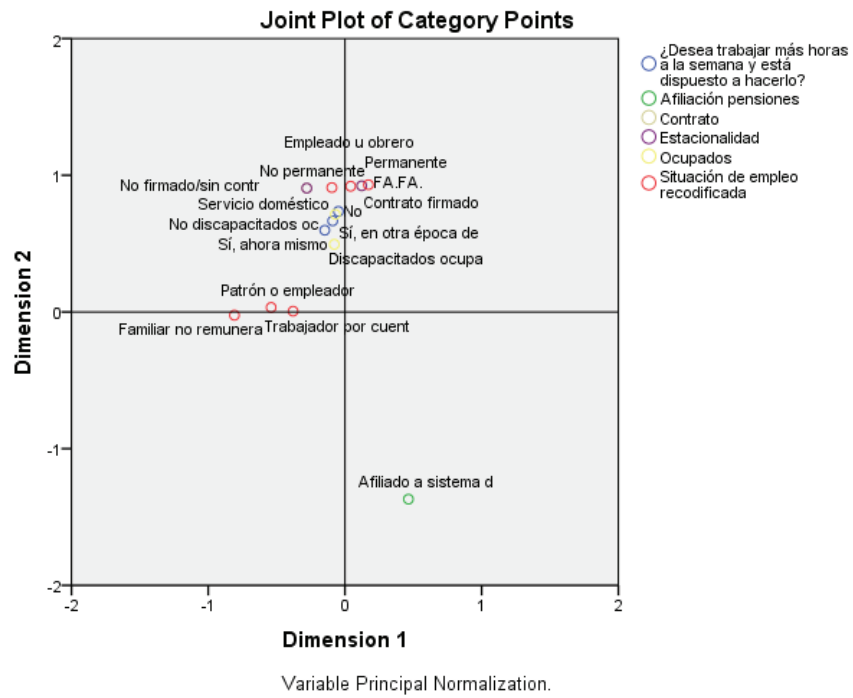 Joint Plot of Category Points
2
1
0
-1
-2
-2
-1
0
1
2
Dimension 2
Dimension 1
Empleado u obrero
No permanente
Permanente
No firmado/sin contr
FA.FA.
Servicio doméstico
Contrato firmado
No
No discapacitados oc
Sí, en otra época de
Sí, ahora mismo
Discapacitados ocupa
Patrón o empleador
Familiar no remunera
Trabajador por cuent
Afiliado a sistema d
¿Desea trabajar más horas
a la semana y está
dispuesto a hacerlo?
Afiliación pensiones
Contrato
Estacionalidad
Ocupados
Situación de empleo
recodificada
Variable Principal Normalization.